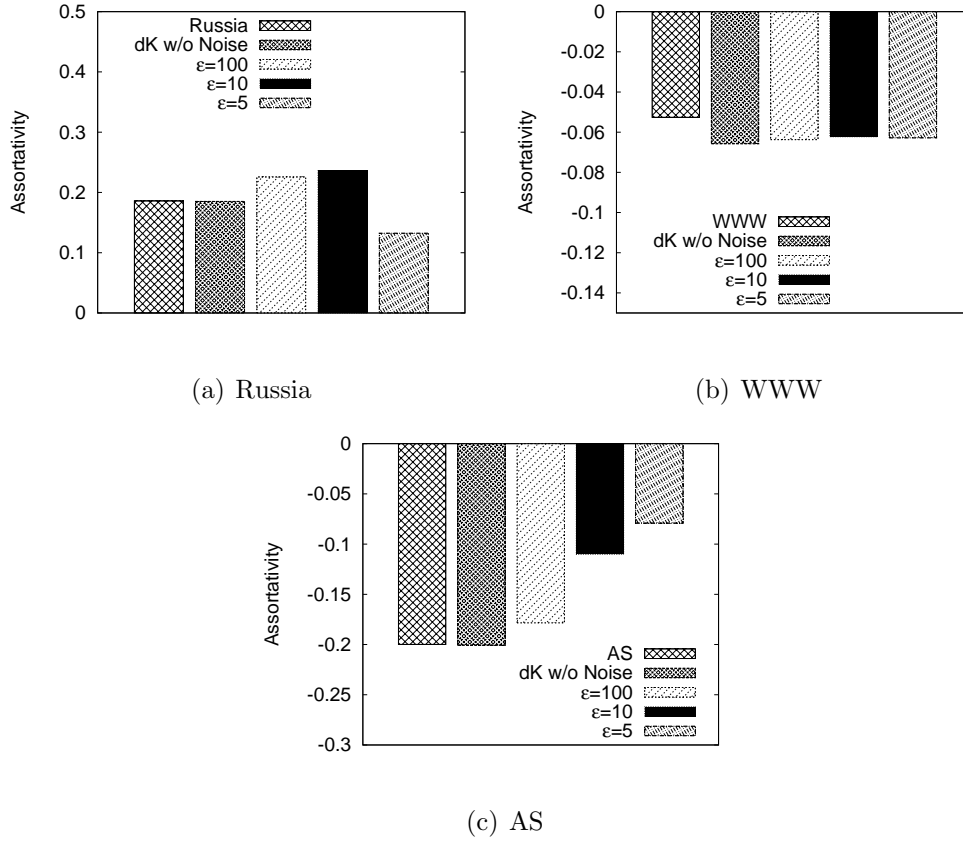 0.5
0.4
0.3
0.2
0.1
0
Assortativity
Russia
dK w/o Noise
ε=100
ε=10
ε=5
(a) Russia
0
-0.02
-0.04
-0.06
-0.08
-0.1
-0.12
-0.14
Assortativity
WWW
dK w/o Noise
ε=100
ε=10
ε=5
(b) WWW
0
-0.05
-0.1
-0.15
-0.2
-0.25
-0.3
Assortativity
AS
dK w/o Noise
ε=100
ε=10
ε=5
(c) AS